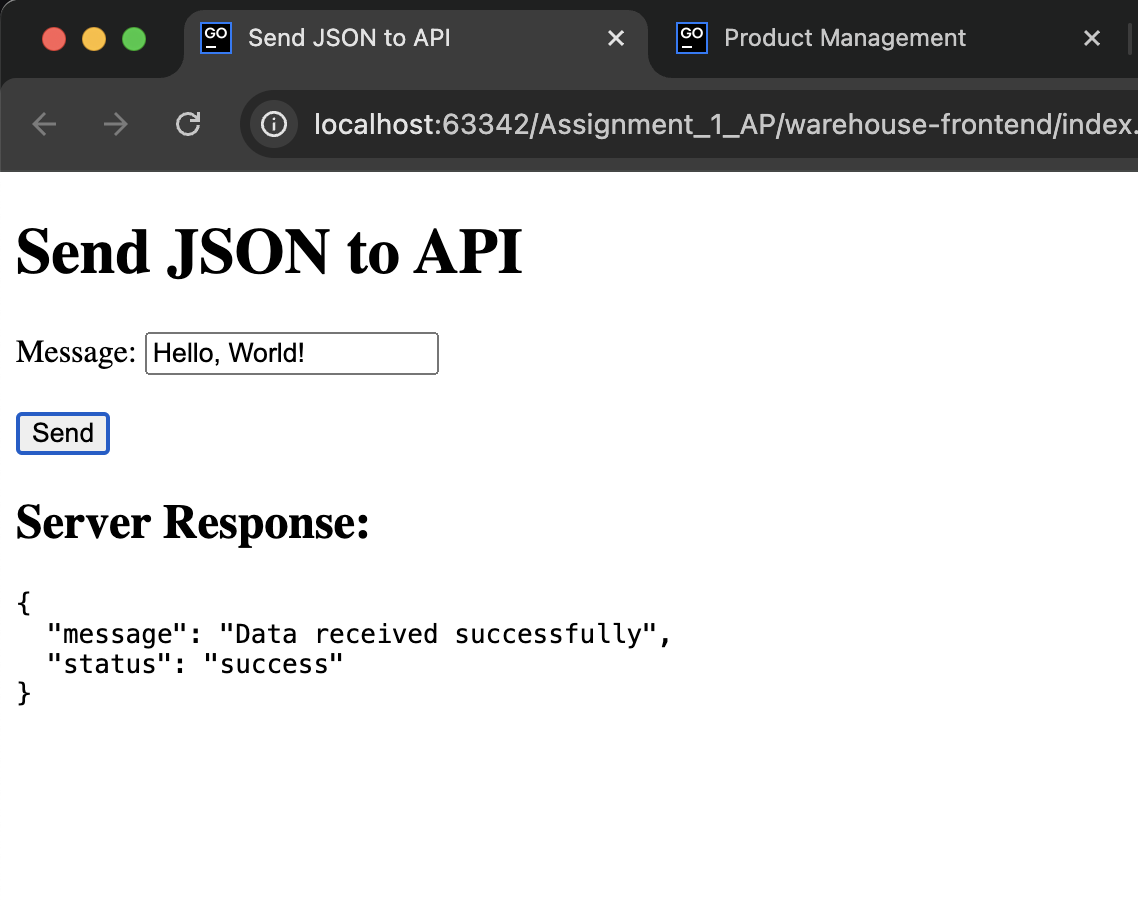 GO Send JSON to API × GO Product Management ×
localhost:63342/Assignment_1_AP/warehouse-frontend/index.
Send JSON to API
Message: Hello, World!
Send
Server Response:
{
  "message": "Data received successfully",
  "status": "success"
}